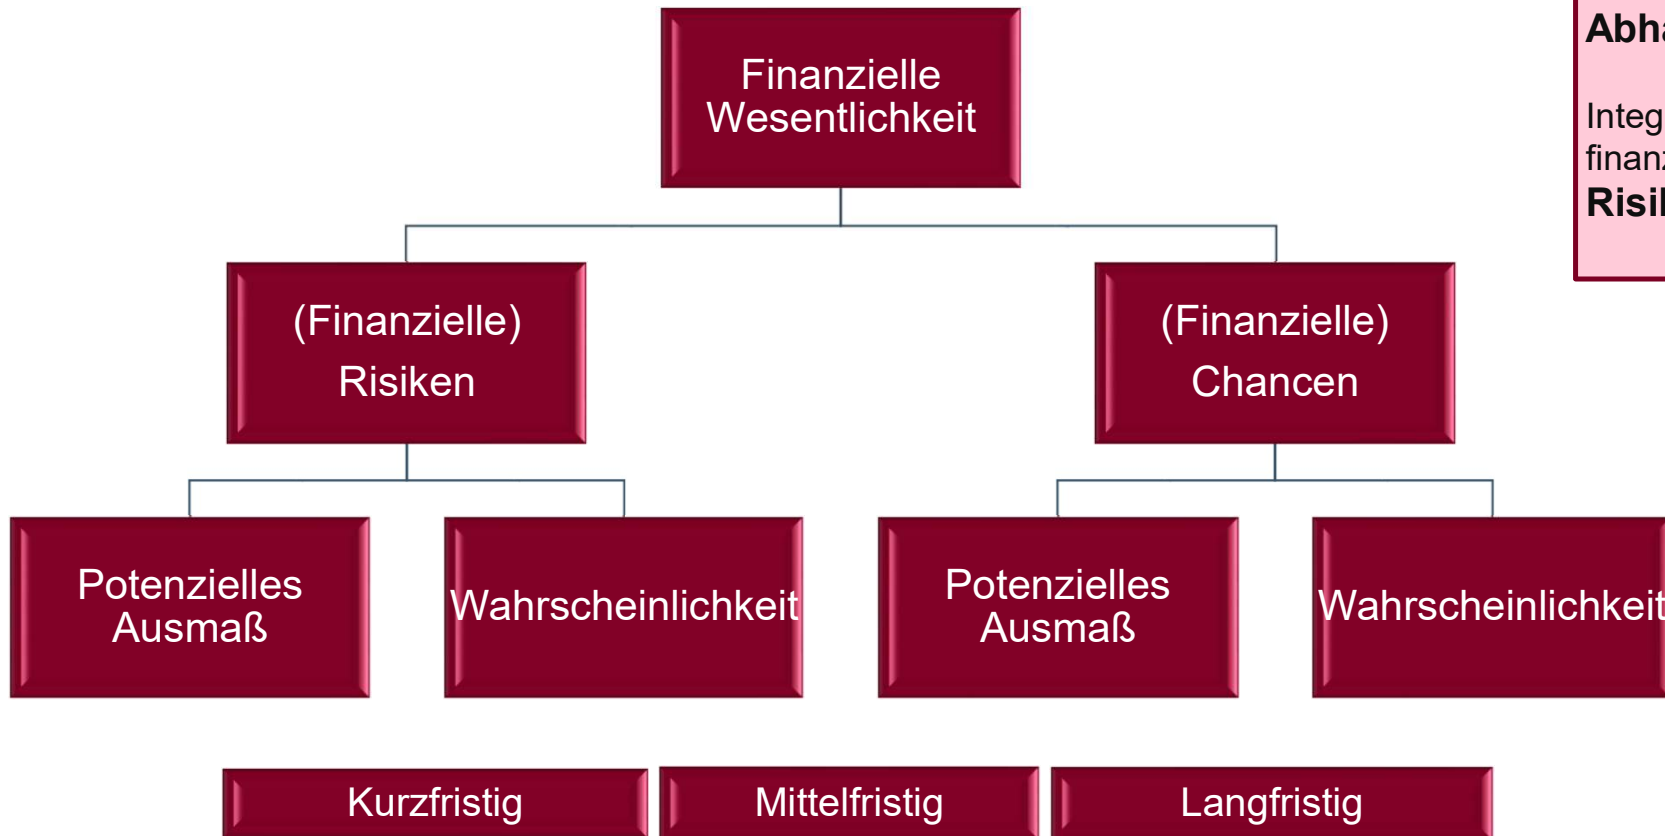 Finanzielle
Wesentlichkeit
(Finanzielle)
Risiken
(Finanzielle)
Chancen
Potenzielles
Ausmaß
Wahrscheinlichkeit
Potenzielles
Ausmaß
Wahrscheinlichkeit
Kurzfristig
Mittelfristig
Langfristig